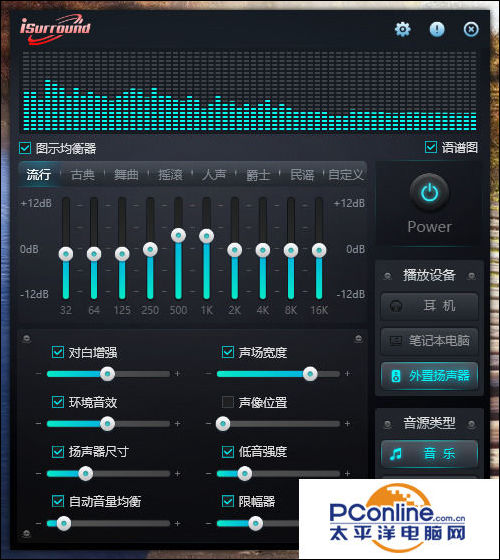 iSurround
图示均衡器 语谱图
流行 古典 舞曲 摇滚 人声 爵士 民谣 自定义
+12dB +12dB
0dB 0dB
-12dB -12dB
32 64 125 250 500 1K 2K 4K 8K 16K
Power
播放设备
耳机
笔记本电脑
外置扬声器
音源类型
音乐
对白增强 声场宽度
- + - +
环境音效 声像位置
- + - +
扬声器尺寸 低音强度
- + - +
自动音量均衡 限幅器
- + -
PConline.com.cn
太平洋电脑网